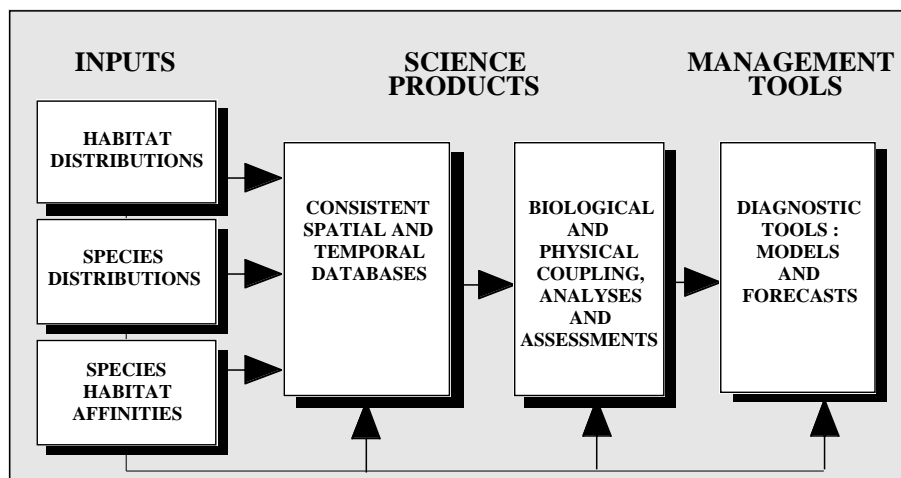 INPUTS
SCIENCE
PRODUCTS
MANAGEMENT
TOOLS
HABITAT
DISTRIBUTIONS
SPECIES
DISTRIBUTIONS
SPECIES
HABITAT
AFFINITIES
CONSISTENT
SPATIAL AND
TEMPORAL
DATABASES
BIOLOGICAL
AND
PHYSICAL
COUPLING,
ANALYSES
AND
ASSESSMENTS
DIAGNOSTIC
TOOLS :
MODELS
AND
FORECASTS